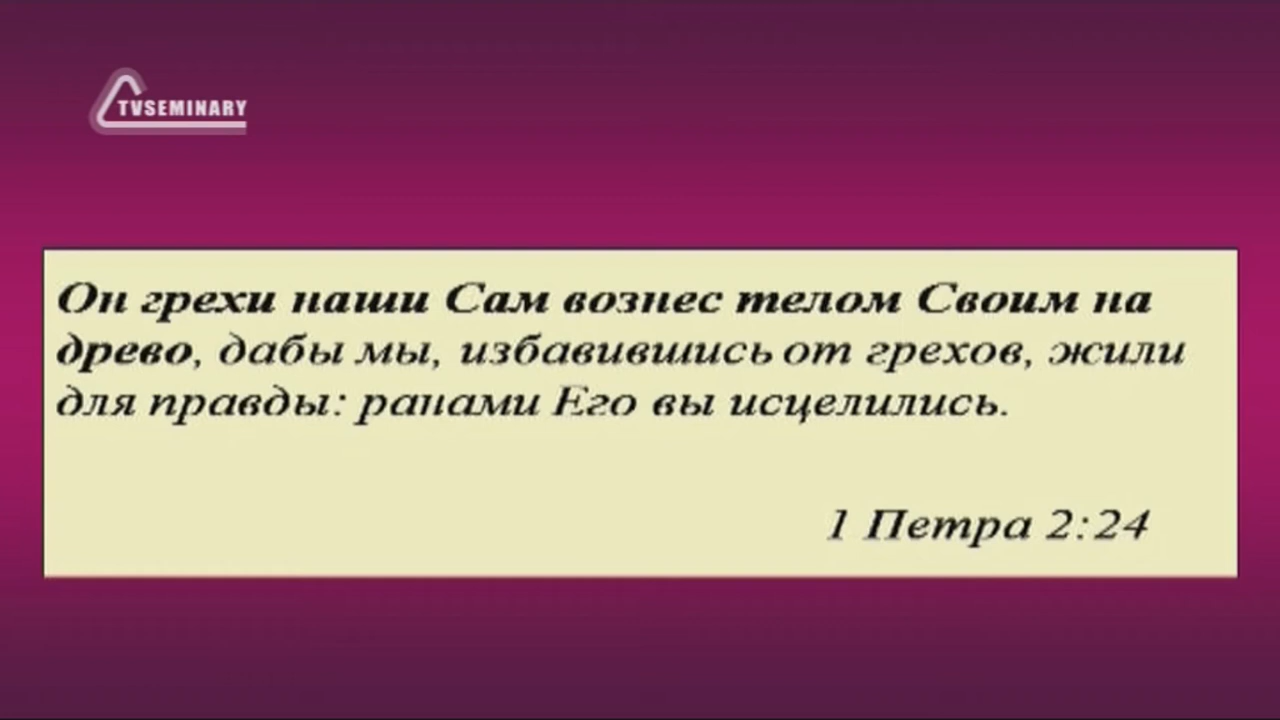 TVSEMINARY
Он грехи наши Сам вознес телом Своим на
древо, дабы мы, избавившись от грехов, жили
для правды: ранами Его вы исцелились.
1 Петра 2:24